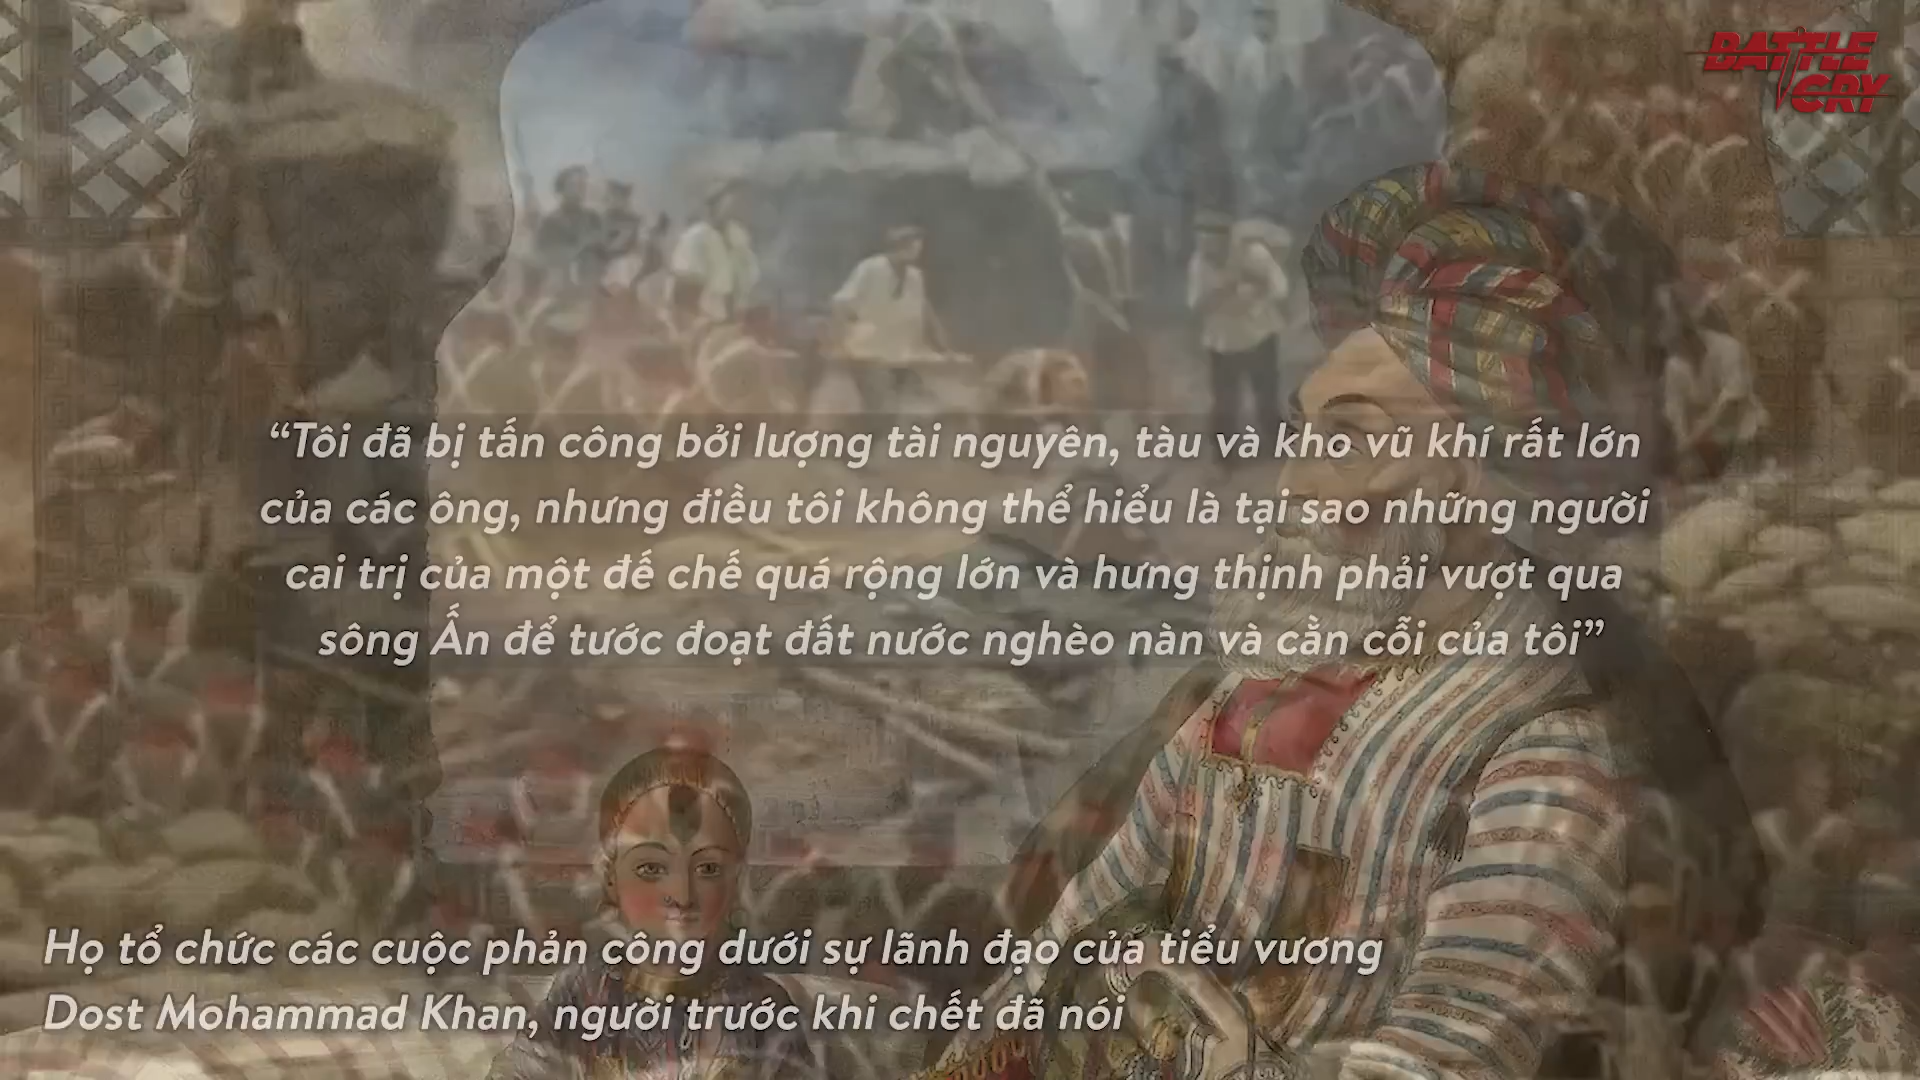 BATTLE
CRY
“Tôi đã bị tấn công bởi lượng tài nguyên, tàu và kho vũ khí rất lớn
của các ông, nhưng điều tôi không thể hiểu là tại sao những người
cai trị của một đế chế quá rộng lớn và hưng thịnh phải vượt qua
sông Ấn để tước đoạt đất nước nghèo nàn và cằn cỗi của tôi”
Họ tổ chức các cuộc phản công dưới sự lãnh đạo của tiểu vương
Dost Mohammad Khan, người trước khi chết đã nói